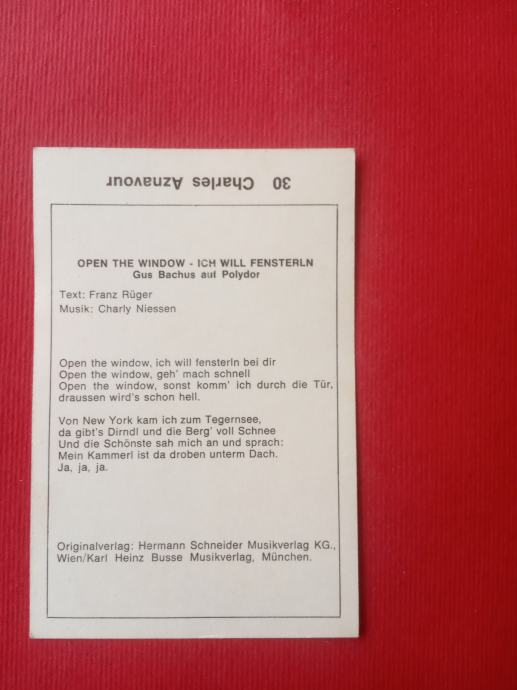 30 Charles Aznavour
OPEN THE WINDOW - ICH WILL FENSTERLN
Gus Bachus auf Polydor
Text: Franz Rüger
Musik: Charly Niessen
Open the window, ich will fensterln bei dir
Open the window, geh' mach schnell
Open the window, sonst komm' ich durch die Tür,
draussen wird's schon hell.
Von New York kam ich zum Tegernsee,
da gibt's Dirndl und die Berg' voll Schnee
Und die Schönste sah mich an und sprach:
Mein Kammerl ist da droben unterm Dach.
Ja, ja, ja.
Originalverlag: Hermann Schneider Musikverlag KG.,
Wien/Karl Heinz Busse Musikverlag, München.